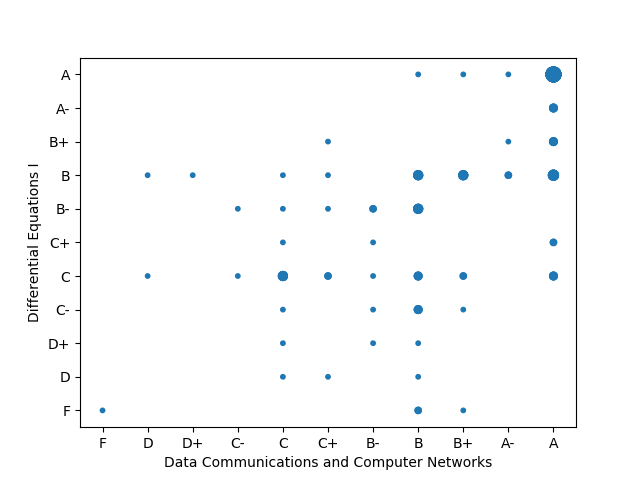 A
A-
B+
B
B-
C+
C
C-
D+
D
F
Differential Equations I
F D D+ C- C C+ B- B B+ A- A
Data Communications and Computer Networks